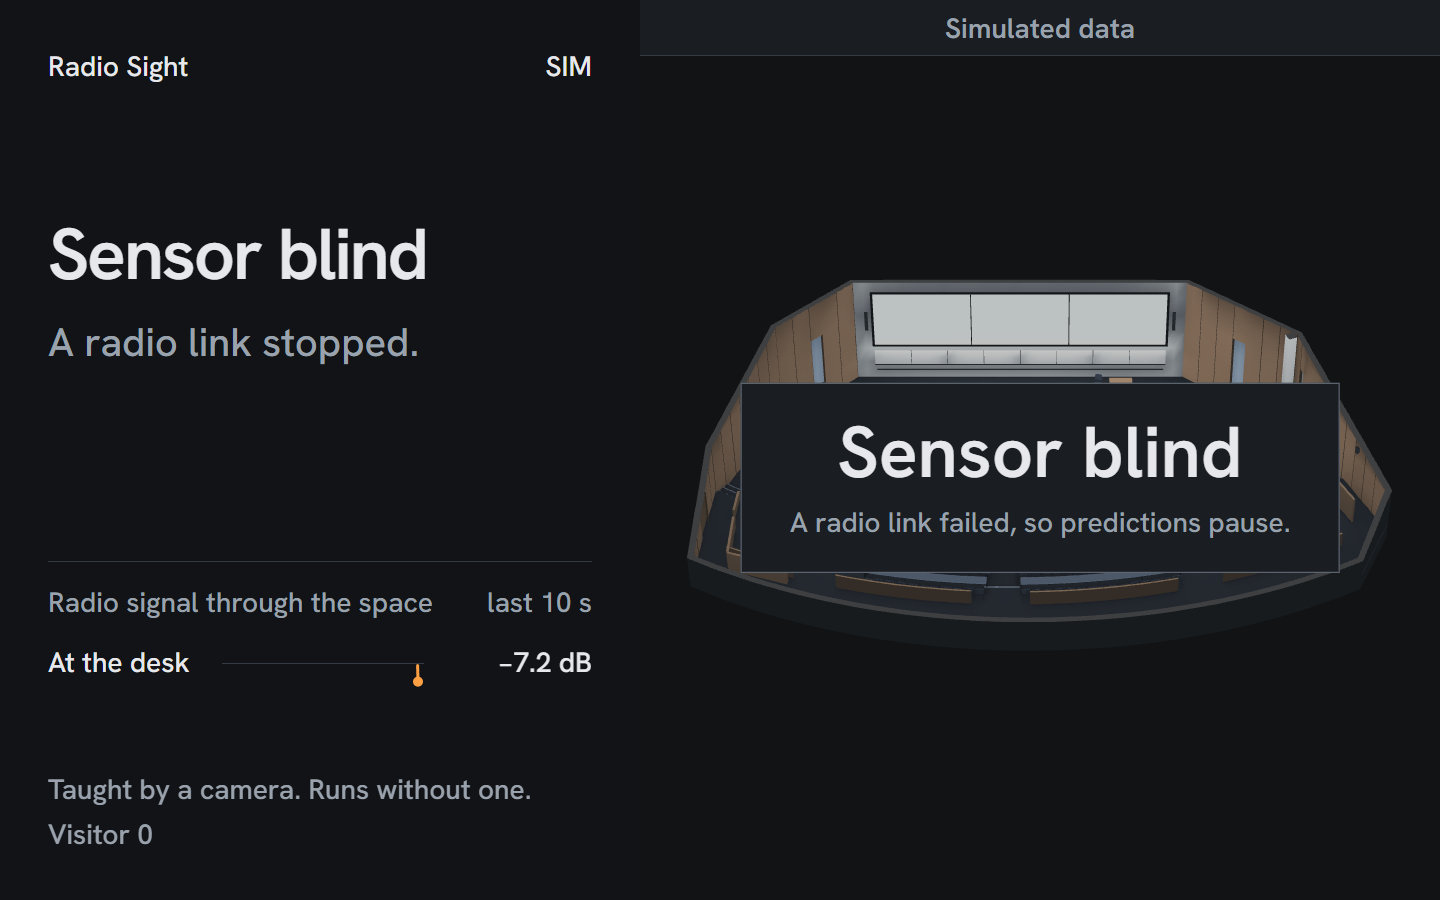 Radio Sight
SIM
Sensor blind
A radio link stopped.
Radio signal through the space
last 10 s
At the desk
–7.2 dB
Taught by a camera. Runs without one.
Visitor 0
Simulated data
Sensor blind
A radio link failed, so predictions pause.